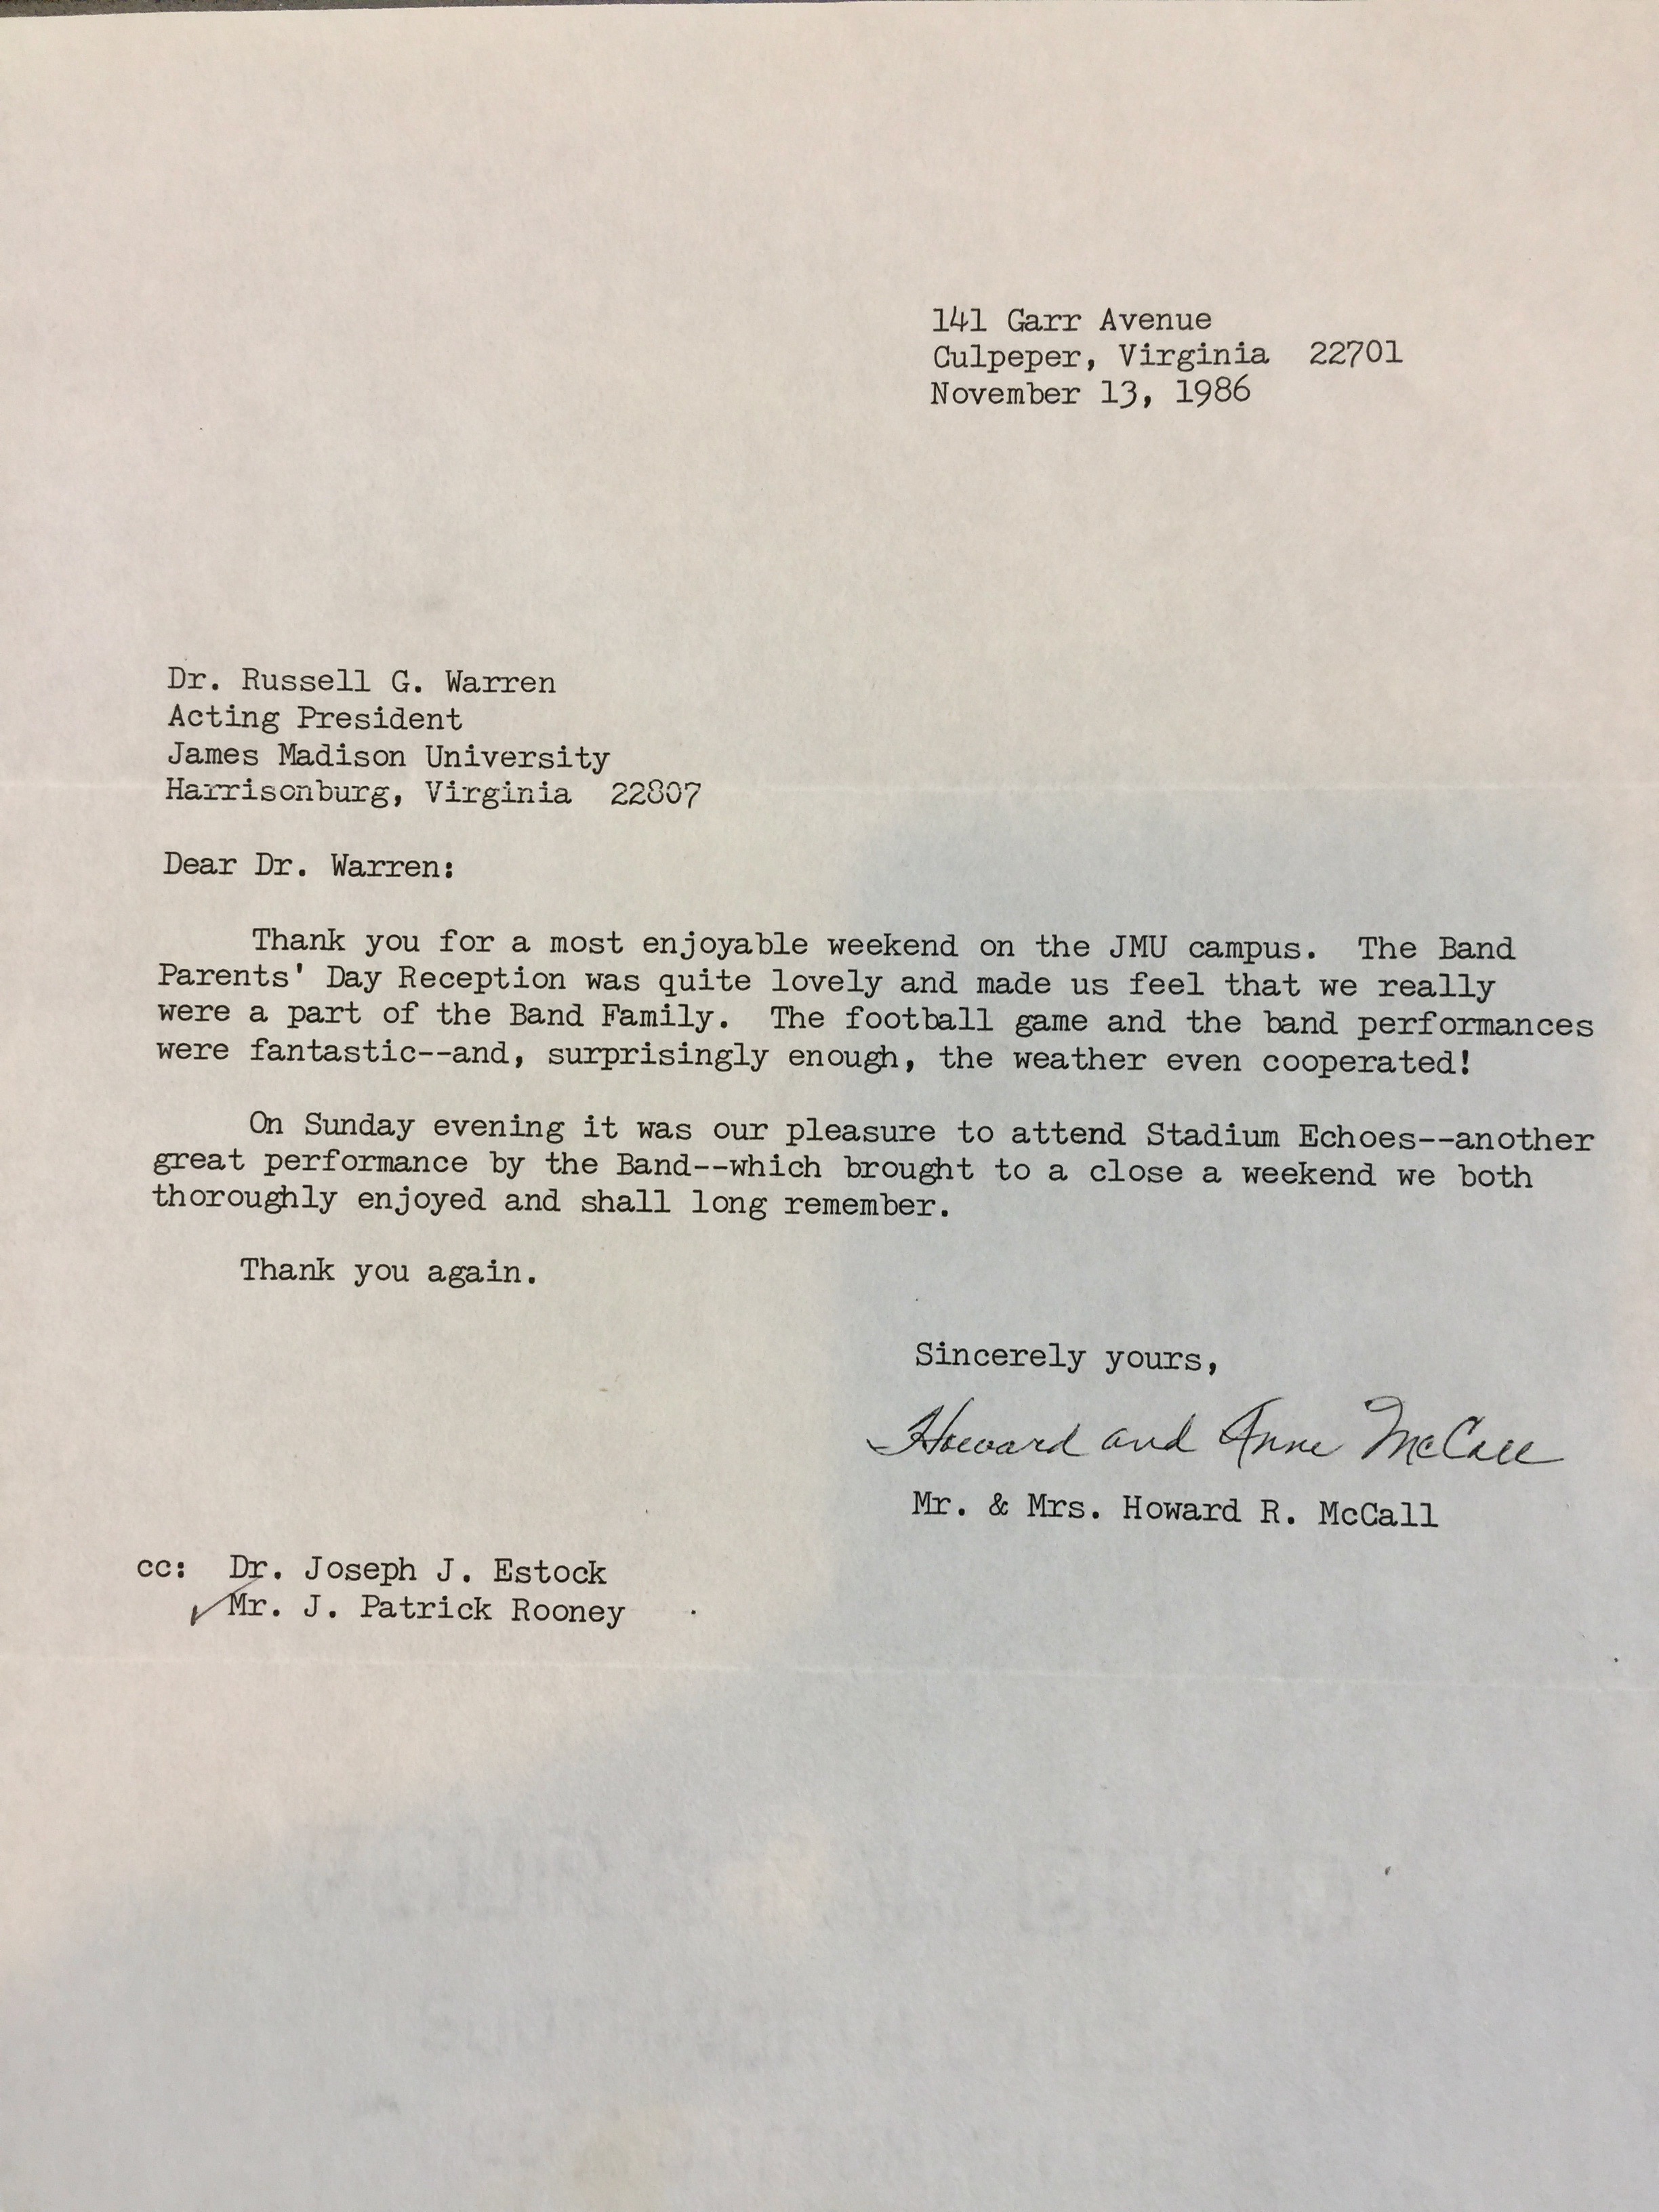 141 Garr Avenue
Culpeper, Virginia  22701
November 13, 1986
Dr. Russell G. Warren
Acting President
James Madison University
Harrisonburg, Virginia  22807
Dear Dr. Warren:
Thank you for a most enjoyable weekend on the JMU campus.  The Band
Parents' Day Reception was quite lovely and made us feel that we really
were a part of the Band Family.  The football game and the band performances
were fantastic--and, surprisingly enough, the weather even cooperated!
On Sunday evening it was our pleasure to attend Stadium Echoes--another
great performance by the Band--which brought to a close a weekend we both
thoroughly enjoyed and shall long remember.
Thank you again.
Sincerely yours,
Howard and Anne McCall
Mr. & Mrs. Howard R. McCall
cc:  Dr. Joseph J. Estock
✓Mr. J. Patrick Rooney